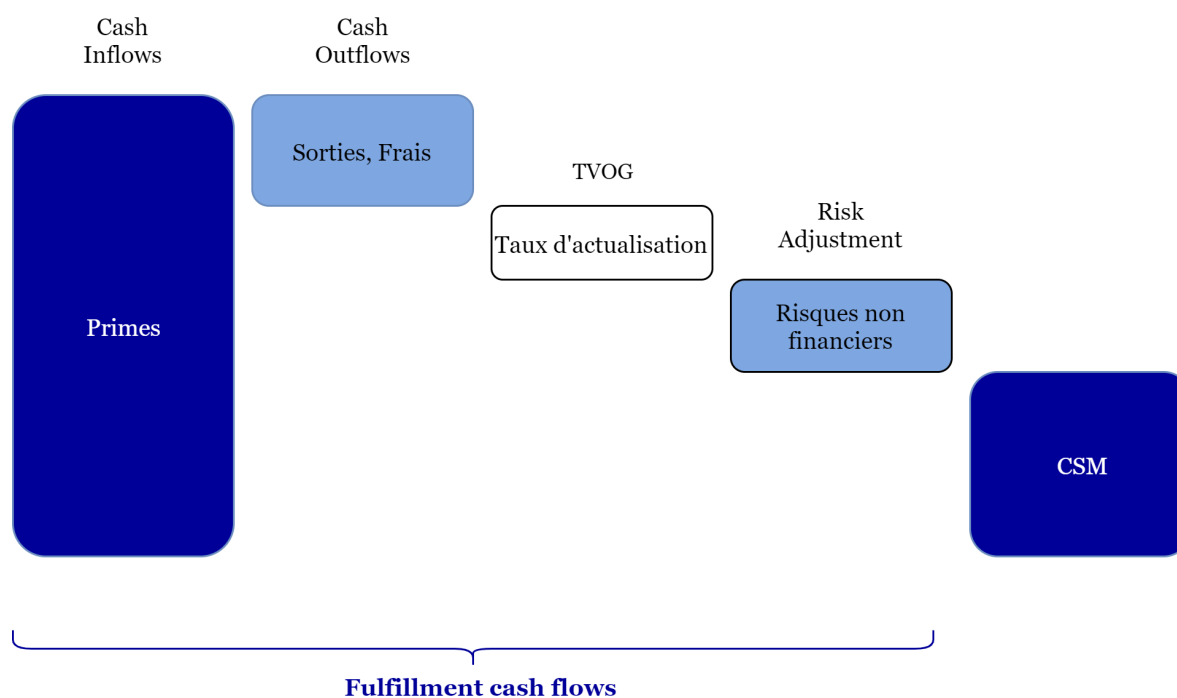 Cash
Inflows
Cash
Outflows
Sorties, Frais
TVOG
Taux d'actualisation
Risk
Adjustment
Risques non
financiers
Primes
CSM
Fulfillment cash flows